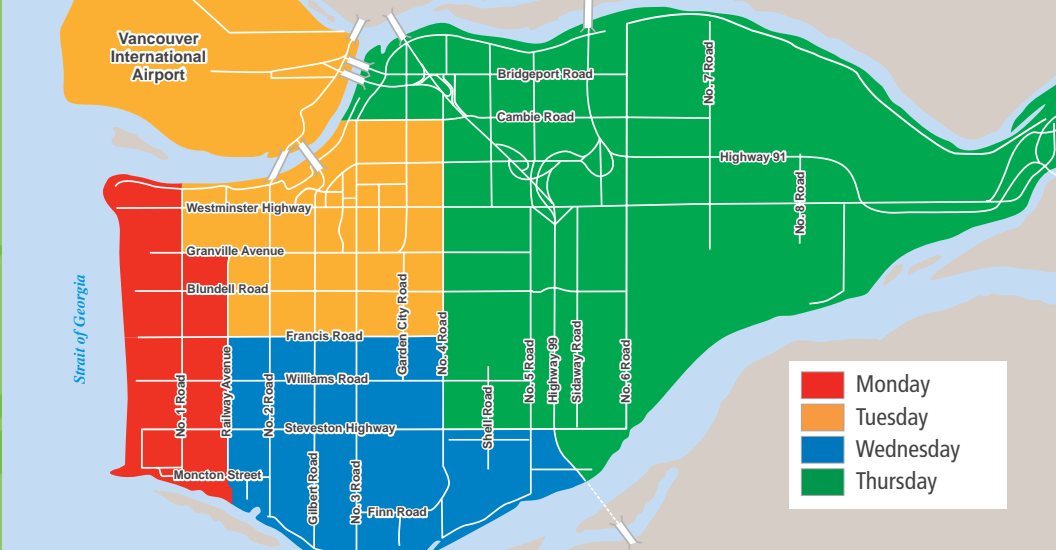 Vancouver
International
Airport
Bridgeport Road
No. 7 Road
Cambie Road
Highway 91
No. 8 Road
Westminster Highway
Granville Avenue
Blundell Road
Strait of Georgia
Francis Road
Garden City Road
No. 4 Road
Williams Road
No. 1 Road
Railway Avenue
No. 2 Road
No. 5 Road
Highway 99
Sidaway Road
No. 6 Road
Shell Road
Steveston Highway
Moncton Street
Gilbert Road
No. 3 Road
Finn Road
Monday
Tuesday
Wednesday
Thursday